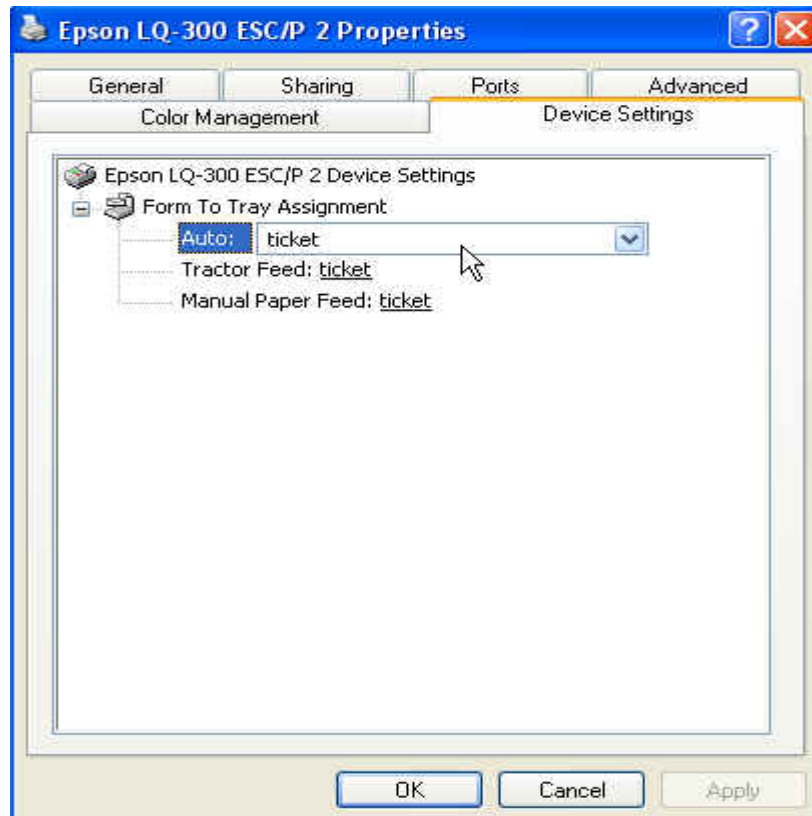 Epson LQ-300 ESC/P 2 Properties
General Sharing Ports Advanced
Color Management Device Settings
Epson LQ-300 ESC/P 2 Device Settings
Form To Tray Assignment
Auto: ticket
Tractor Feed: ticket
Manual Paper Feed: ticket
OK Cancel Apply